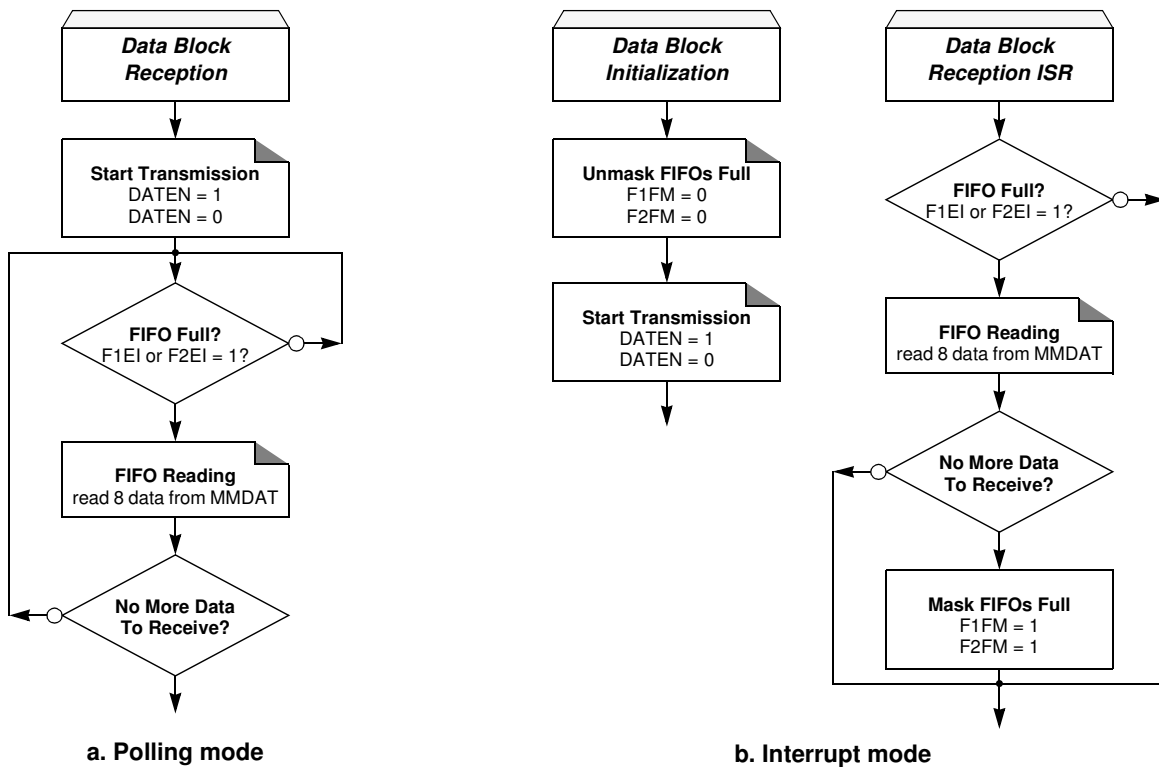 Data Block
Reception
Start Transmission
DATEN = 1
DATEN = 0
FIFO Full?
F1EI or F2EI = 1?
FIFO Reading
read 8 data from MMDAT
No More Data
To Receive?
a. Polling mode
Data Block
Initialization
Unmask FIFOs Full
F1FM = 0
F2FM = 0
Start Transmission
DATEN = 1
DATEN = 0
Data Block
Reception ISR
FIFO Full?
F1EI or F2EI = 1?
FIFO Reading
read 8 data from MMDAT
No More Data
To Receive?
Mask FIFOs Full
F1FM = 1
F2FM = 1
b. Interrupt mode